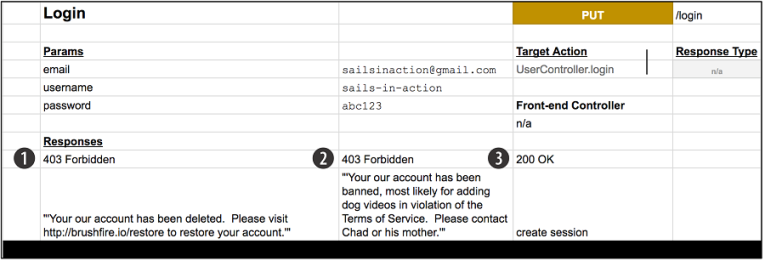 Login PUT /login
Params Target Action Response Type
email sailsinaction@gmail.com UserController.login n/a
username sails-in-action
password abc123 Front-end Controller
n/a
Responses
1 403 Forbidden 2 403 Forbidden 3 200 OK
"'Your our account has been
banned, most likely for adding
dog videos in violation of the
"'Your our account has been deleted. Please visit Terms of Service. Please contact
http://brushfire.io/restore to restore your account.'" Chad or his mother.'" create session